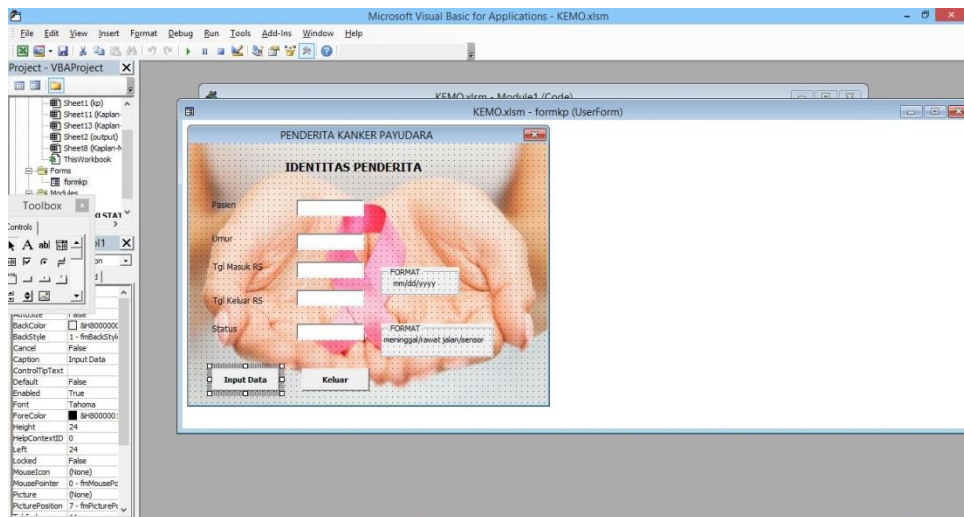 Microsoft Visual Basic for Applications - KEMO.xlsm
File Edit View Insert Format Debug Run Tools Add-Ins Window Help
Project - VBAProject
Sheet1 (kp)
Sheet11 (Kaplan-
Sheet13 (Kaplan-
Sheet2 (output)
Sheet8 (Kaplan-M
ThisWorkbook
Forms
formkp
Modules
Toolbox
Controls
AutoSize False
BackColor &H8000000
BackStyle 1 - fmBackStyl
Cancel False
Caption Input Data
ControlTipText
Default False
Enabled True
Font Tahoma
ForeColor &H8000001
Height 24
HelpContextID 0
Left 24
Locked False
MouseIcon (None)
MousePointer 0 - fmMousePo
Picture (None)
PicturePosition 7 - fmPicturePo
KEMO.xlsm - Module1 (Code)
KEMO.xlsm - formkp (UserForm)
PENDERITA KANKER PAYUDARA
IDENTITAS PENDERITA
Pasien
Umur
Tgl Masuk RS
FORMAT
mm/dd/yyyy
Tgl Keluar RS
Status
FORMAT
meninggal/rawat jalan/sensor
Input Data
Keluar